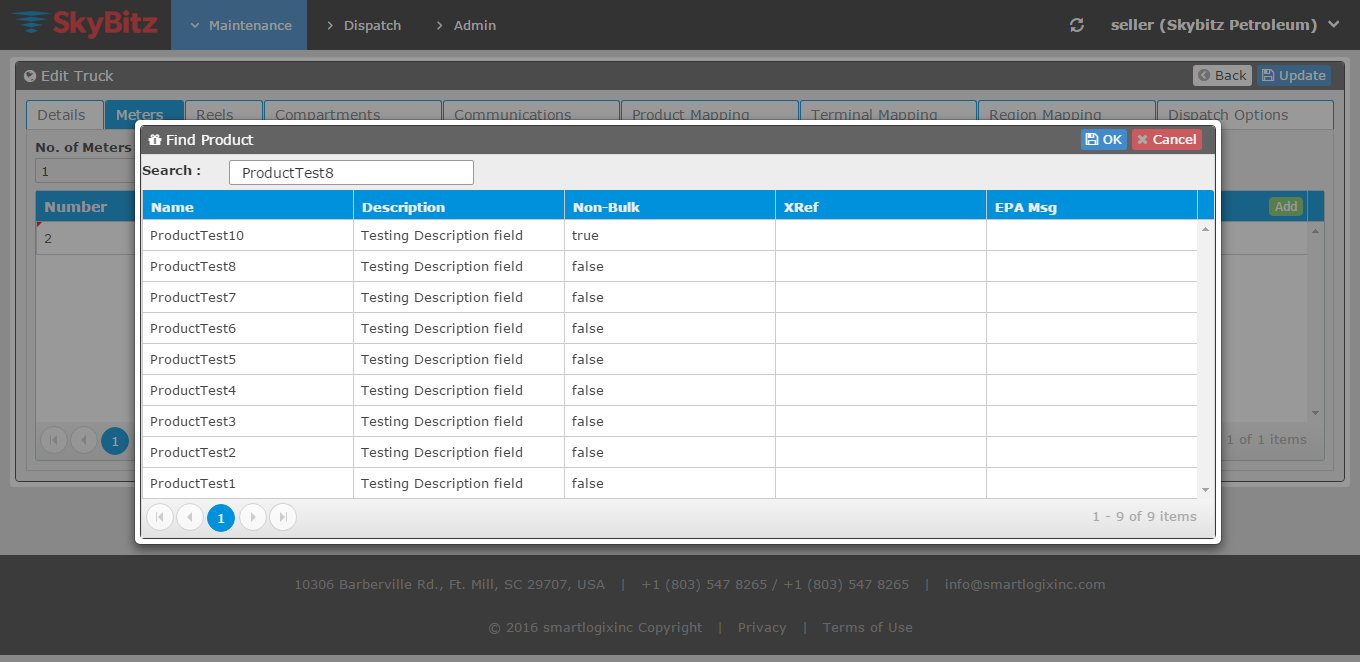 SkyBitz Maintenance Dispatch Admin seller (Skybitz Petroleum)
Edit Truck Back Update
Details Meters Reels Compartments Communications Product Mapping Terminal Mapping Region Mapping Dispatch Options
Find Product OK Cancel
No. of Meters
Search : ProductTest8
1
Number Add
Name Description Non-Bulk XRef EPA Msg
2
ProductTest10 Testing Description field true
ProductTest8 Testing Description field false
ProductTest7 Testing Description field false
ProductTest6 Testing Description field false
ProductTest5 Testing Description field false
ProductTest4 Testing Description field false
ProductTest3 Testing Description field false
1 1 of 1 items
ProductTest2 Testing Description field false
ProductTest1 Testing Description field false
1 1 - 9 of 9 items
10306 Barberville Rd., Ft. Mill, SC 29707, USA | +1 (803) 547 8265 / +1 (803) 547 8265 | info@smartlogixinc.com
© 2016 smartlogixinc Copyright | Privacy | Terms of Use